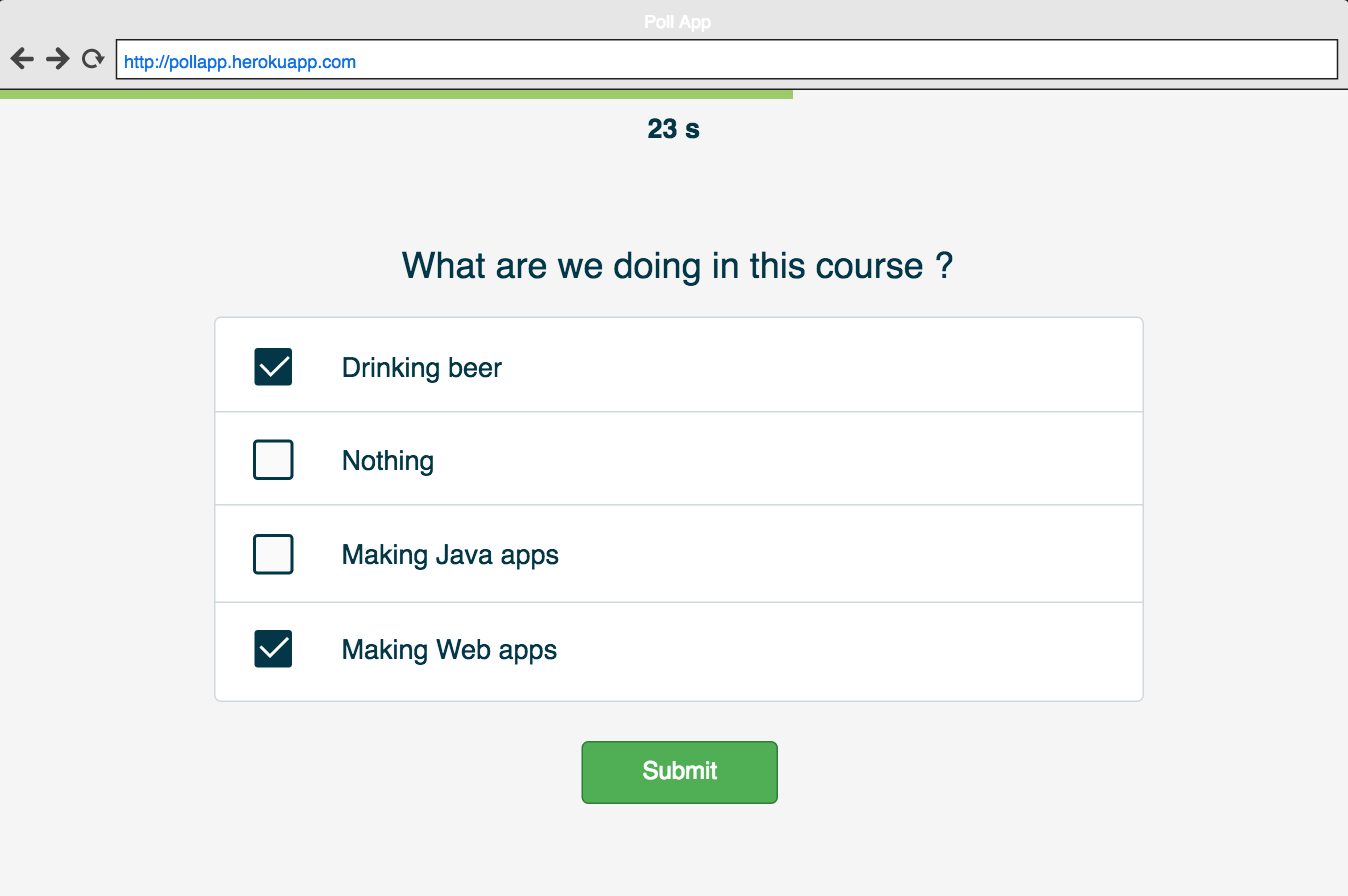 Poll App
http://pollapp.herokuapp.com
23 s
What are we doing in this course ?
Drinking beer
Nothing
Making Java apps
Making Web apps
Submit